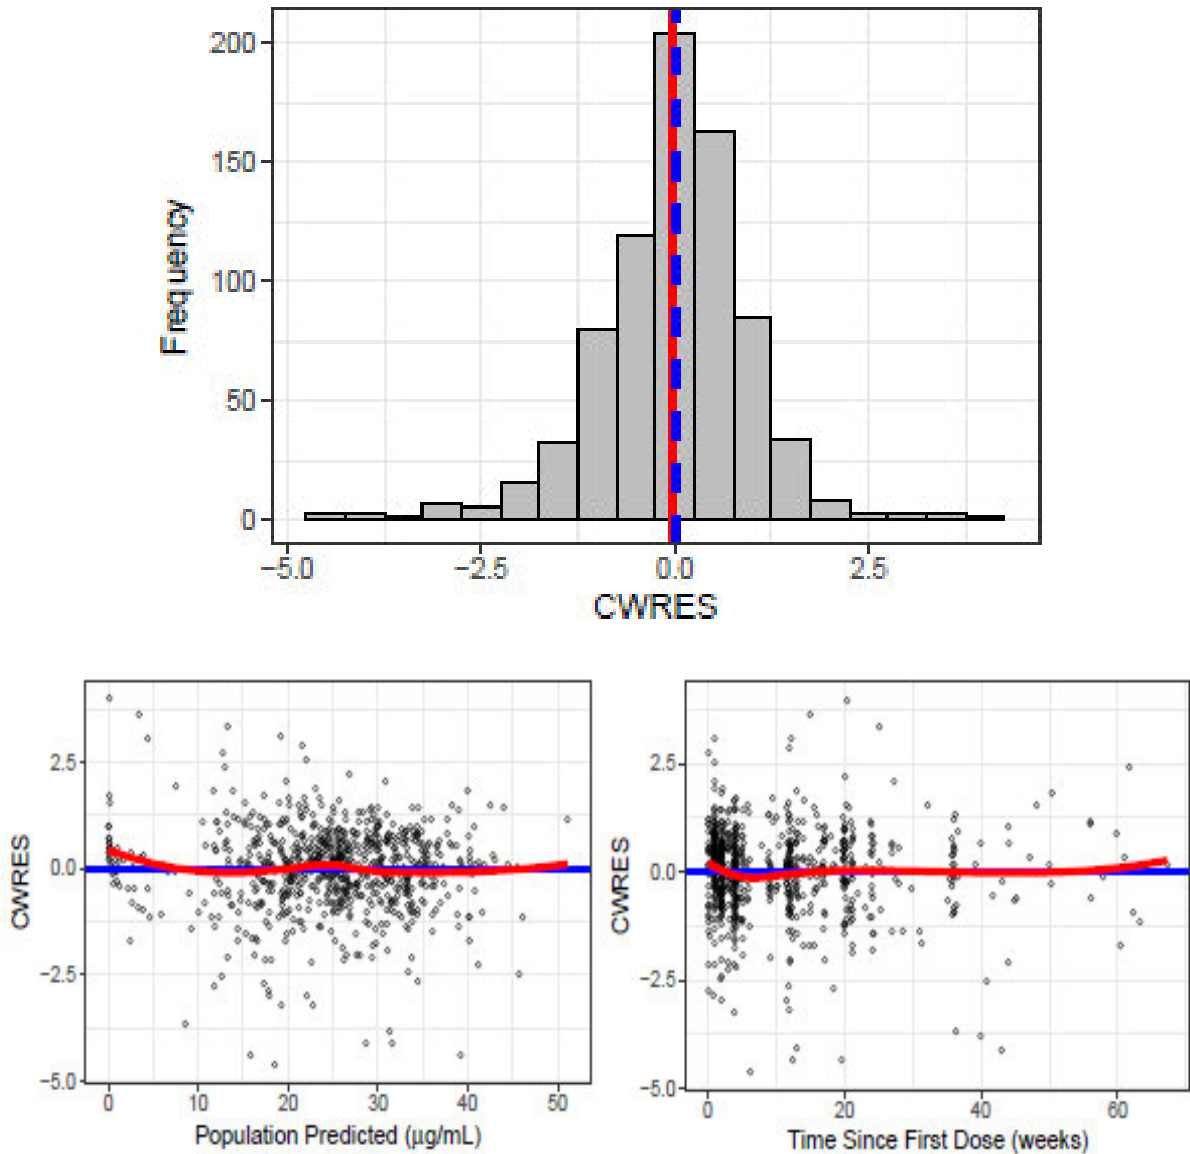 200
150
100
50
0
Frequency
−5.0 −2.5 0.0 2.5
CWRES
2.5
0.0
−2.5
−5.0
CWRES
0 10 20 30 40 50
Population Predicted (μg/mL)
2.5
0.0
−2.5
−5.0
CWRES
0 20 40 60
Time Since First Dose (weeks)